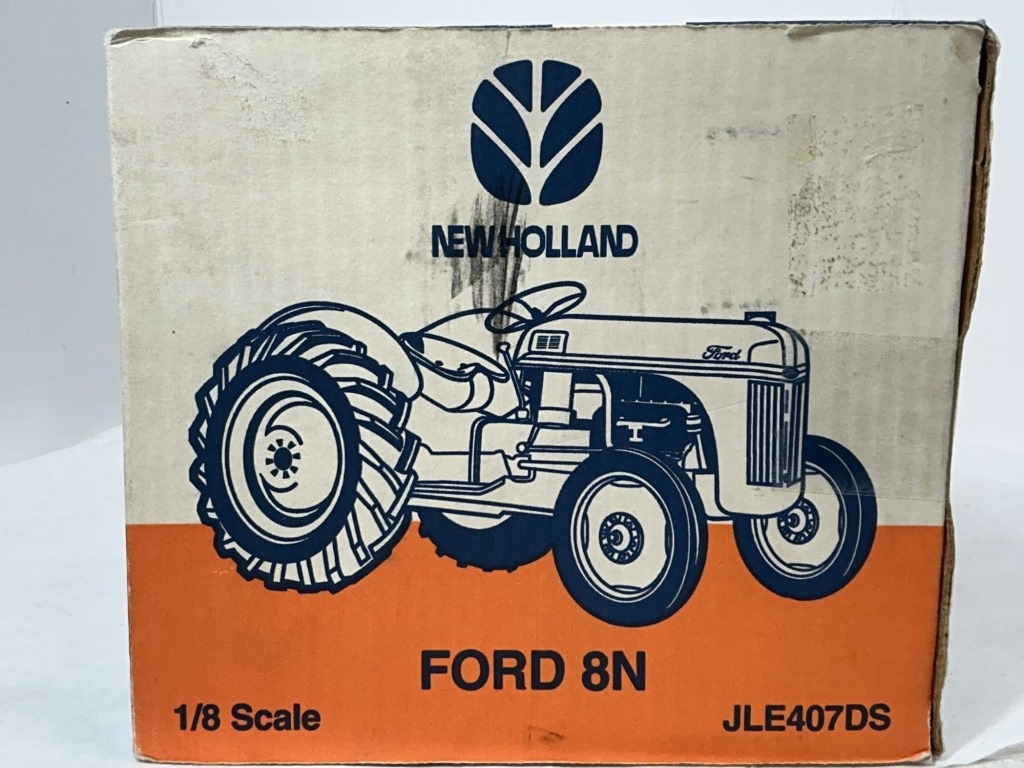 NEW HOLLAND
Ford
FORD 8N
1/8 Scale
JLE407DS